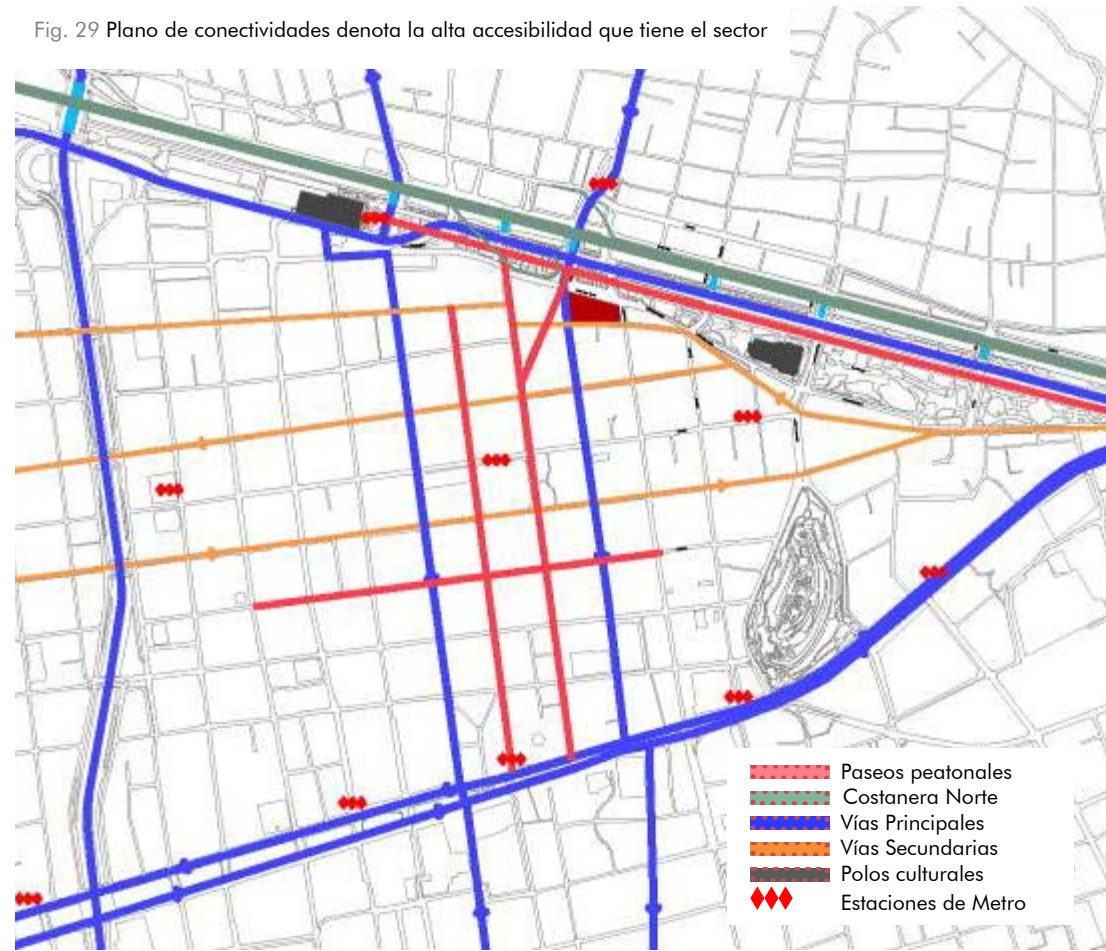 Fig. 29 Plano de conectividades denota la alta accesibilidad que tiene el sector
Paseos peatonales
Costanera Norte
Vías Principales
Vías Secundarias
Polos culturales
Estaciones de Metro